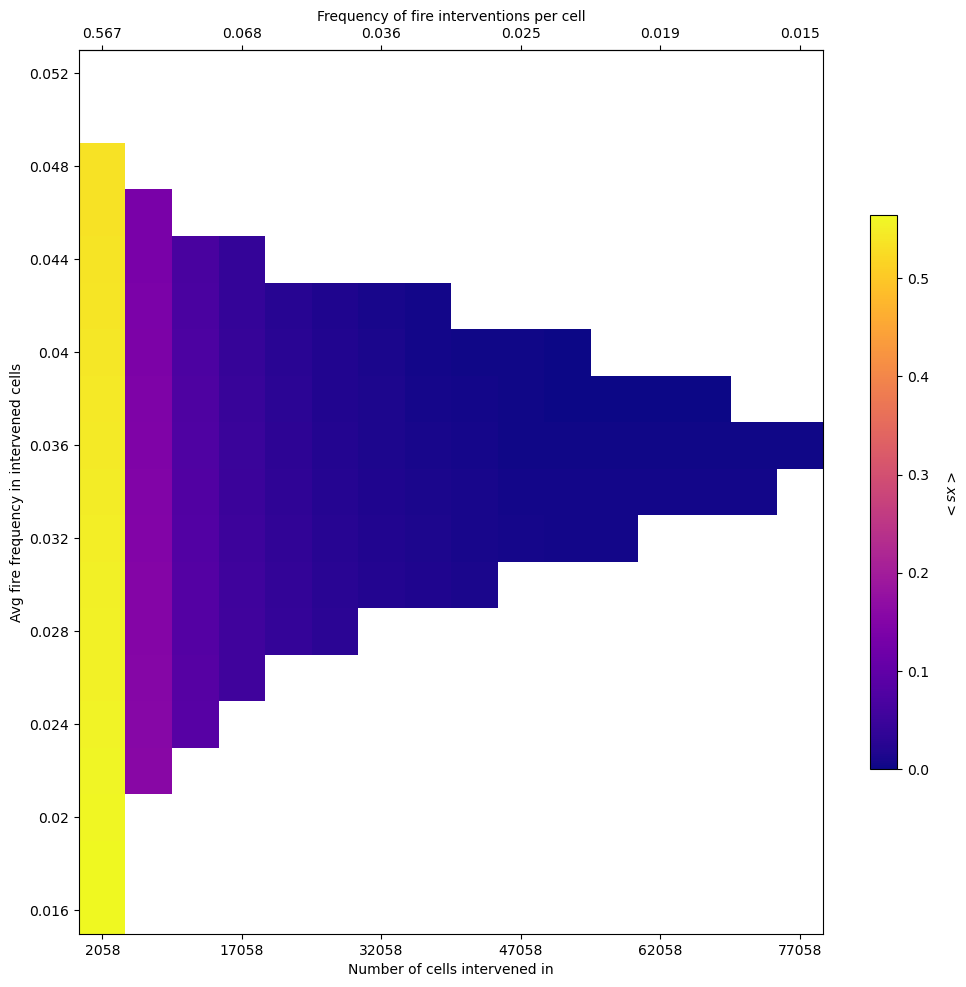 Frequency of fire interventions per cell
0.567 0.068 0.036 0.025 0.019 0.015
0.052
0.048
0.044
0.04
0.036
0.032
0.028
0.024
0.02
0.016
Avg fire frequency in intervened cells
2058 17058 32058 47058 62058 77058
Number of cells intervened in
0.5
0.4
0.3
0.2
0.1
0.0
< xs >